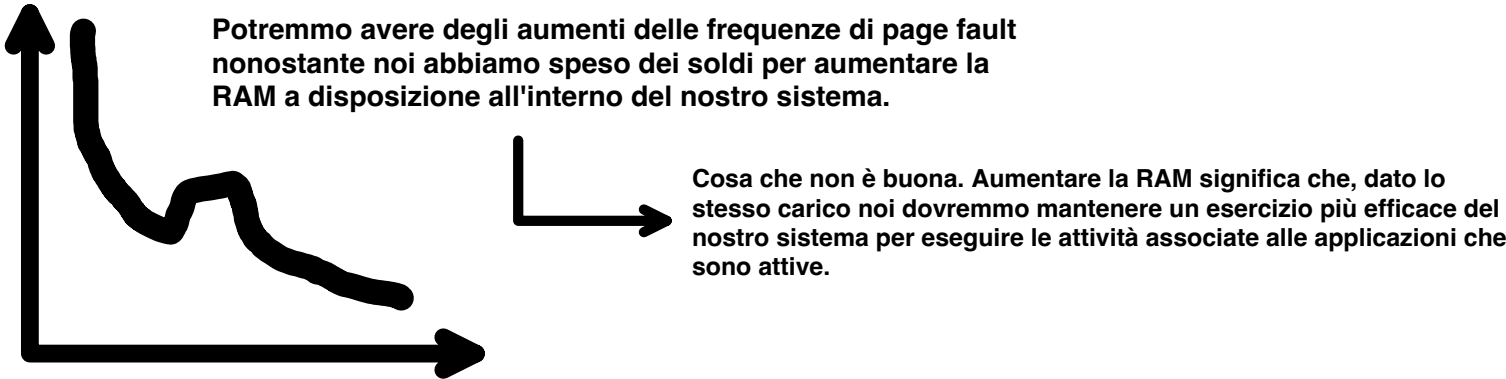 Potremmo avere degli aumenti delle frequenze di page fault
nonostante noi abbiamo speso dei soldi per aumentare la
RAM a disposizione all'interno del nostro sistema.
Cosa che non è buona. Aumentare la RAM significa che, dato lo
stesso carico noi dovremmo mantenere un esercizio più efficace del
nostro sistema per eseguire le attività associate alle applicazioni che
sono attive.